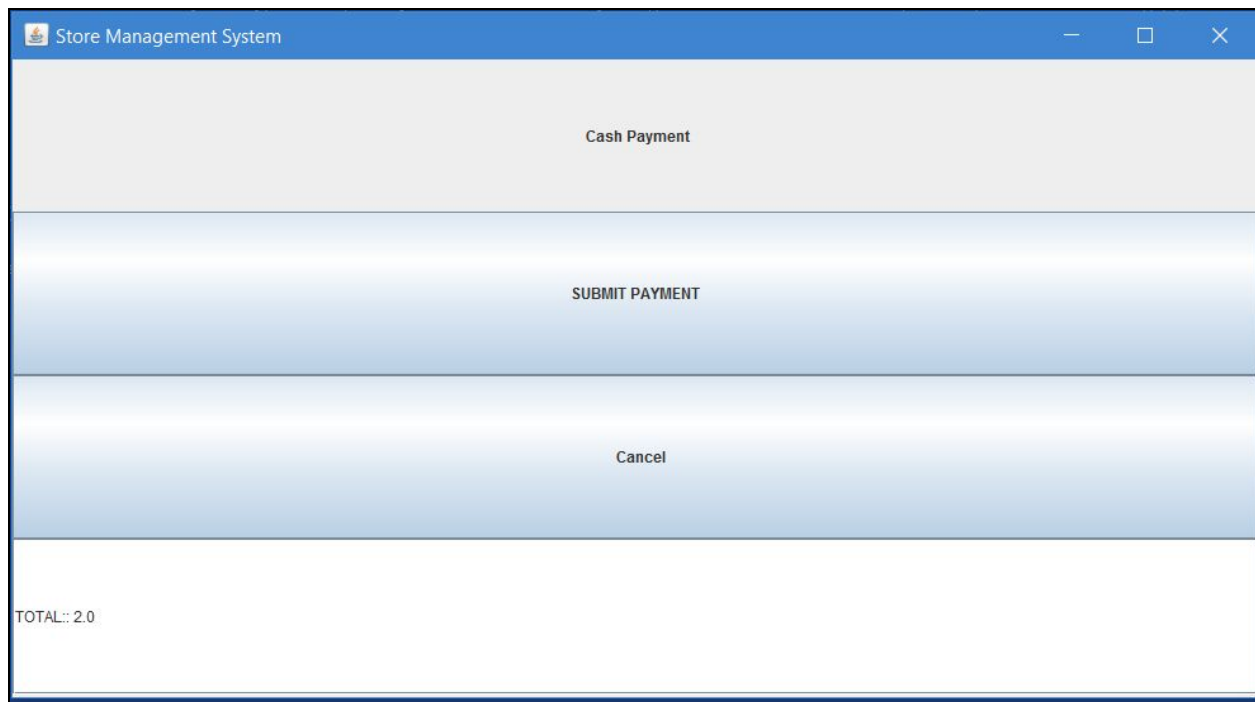 Store Management System
Cash Payment
SUBMIT PAYMENT
Cancel
TOTAL:: 2.0